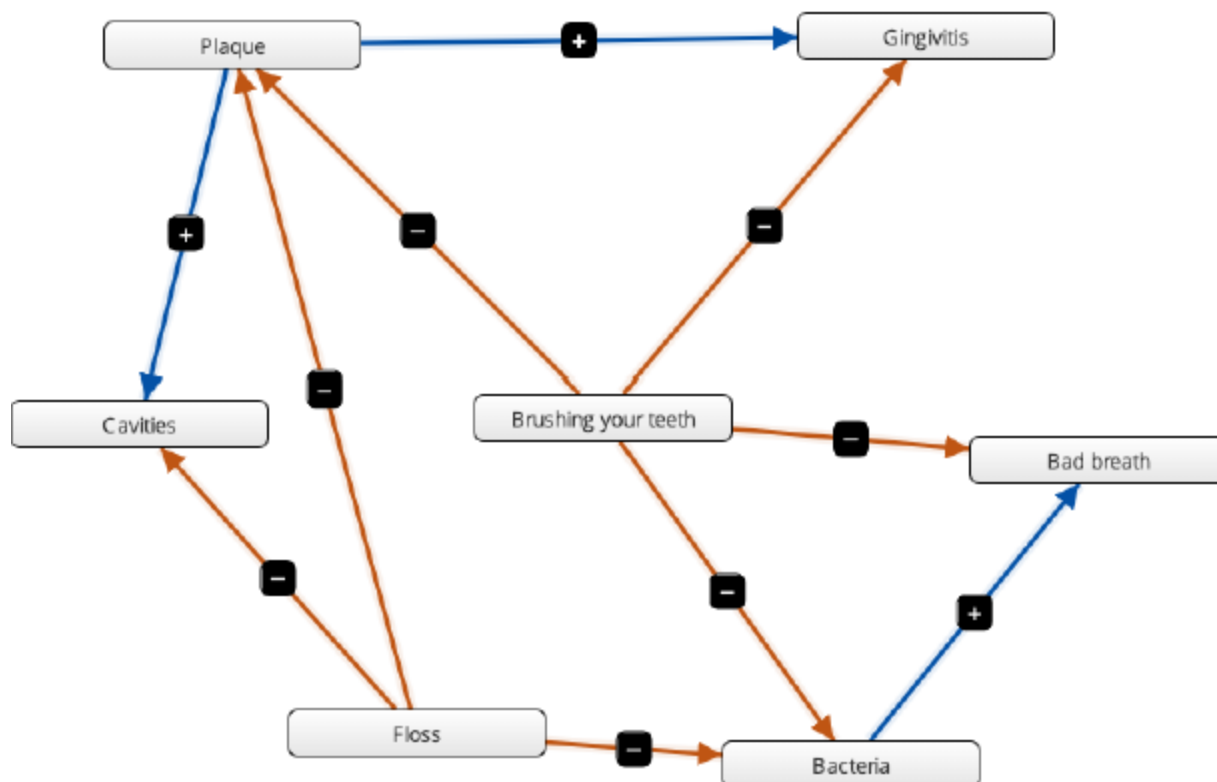 Plaque
+
Gingivitis
+
−
−
−
Cavities
Brushing your teeth
−
Bad breath
−
−
+
Floss
−
Bacteria